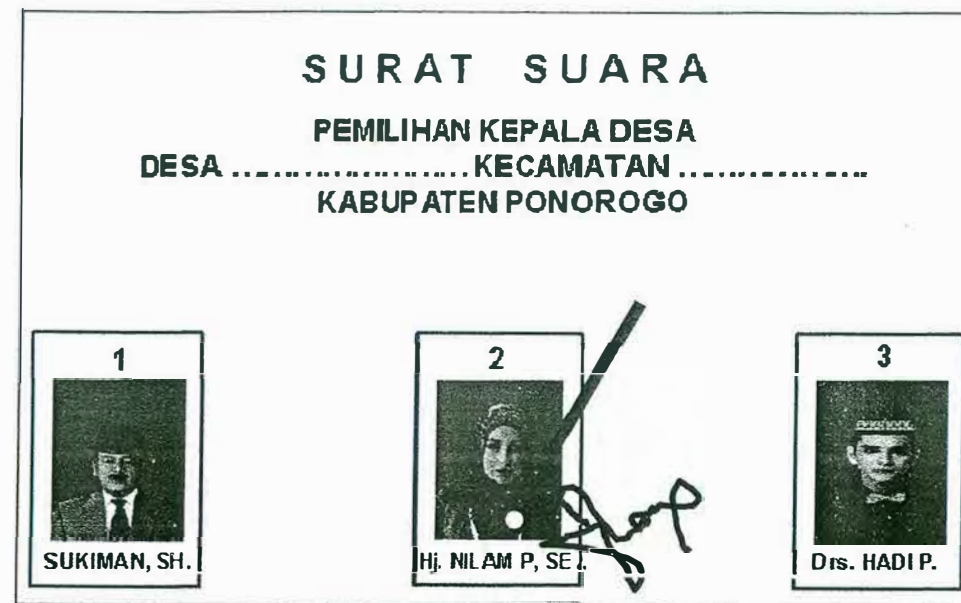 SURAT SUARA
PEMILIHAN KEPALA DESA
DESA ........................ KECAMATAN ...................
KABUPATEN PONOROGO
1
SUKIMAN, SH.
2
Hj. NILAM P, SE.
3
Drs. HADI P.